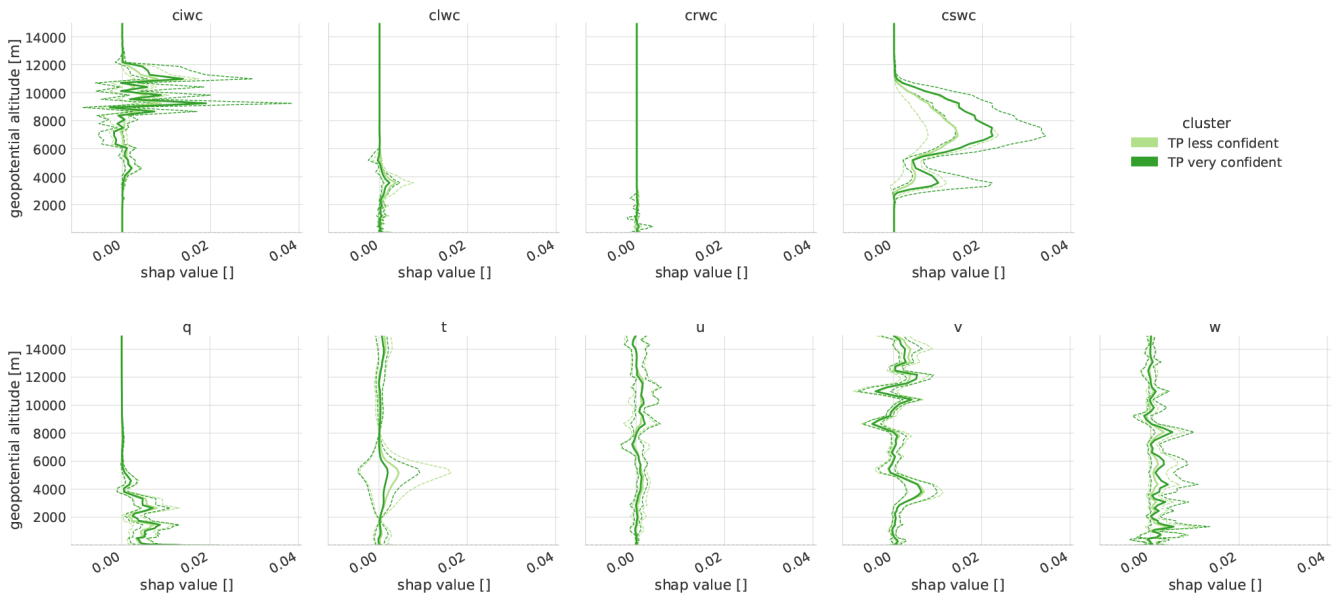 ciwc clwc crwc cswc
14000
12000
10000
8000
6000
4000
2000
geopotential altitude [m]
0.00 0.02 0.04 0.00 0.02 0.04 0.00 0.02 0.04 0.00 0.02 0.04
shap value [] shap value [] shap value [] shap value []
cluster
TP less confident
TP very confident
q t u v w
14000
12000
10000
8000
6000
4000
2000
geopotential altitude [m]
0.00 0.02 0.04 0.00 0.02 0.04 0.00 0.02 0.04 0.00 0.02 0.04 0.00 0.02 0.04
shap value [] shap value [] shap value [] shap value [] shap value []